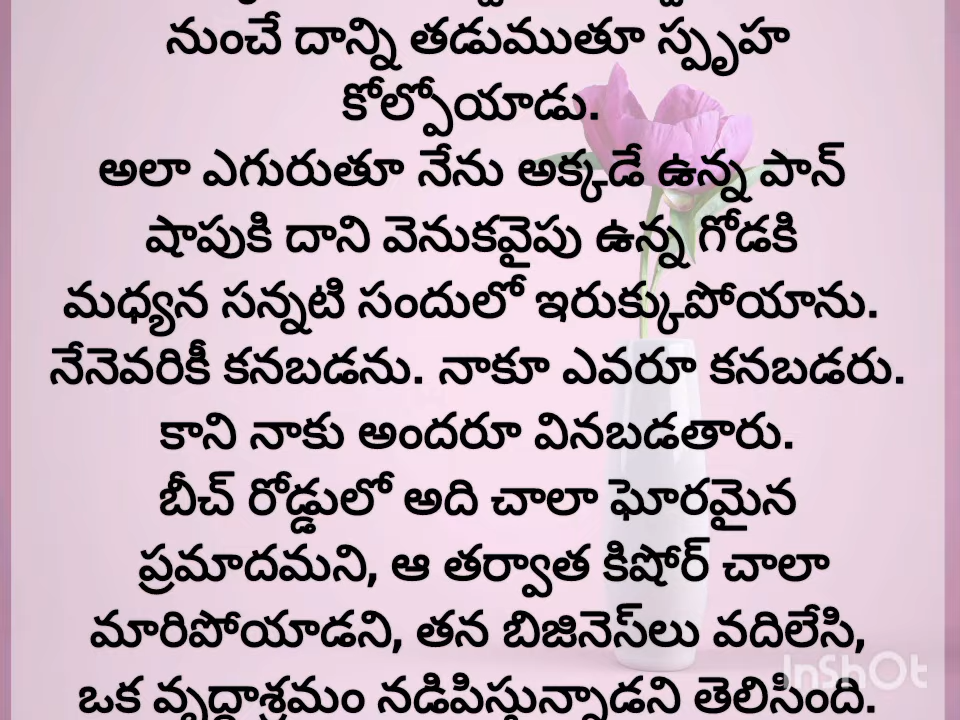 నుంచే దాన్ని తడుముతూ స్పృహ
కోల్పోయాడు.
అలా ఎగురుతూ నేను అక్కడే ఉన్న పాన్
షాపుకి దాని వెనుకవైపు ఉన్న గోడకి
మధ్యన సన్నటి సందులో ఇరుక్కుపోయాను.
నేనెవరికీ కనబడను. నాకూ ఎవరూ కనబడరు.
కాని నాకు అందరూ వినబడతారు.
బీచ్ రోడ్డులో అది చాలా ఘోరమైన
ప్రమాదమని, ఆ తర్వాత కిషోర్ చాలా
మారిపోయాడని, తన బిజినెస్‌లు వదిలేసి,
ఒక వృద్ధాశ్రమం నడిపిస్తున్నాడని తెలిసింది.
InShOt